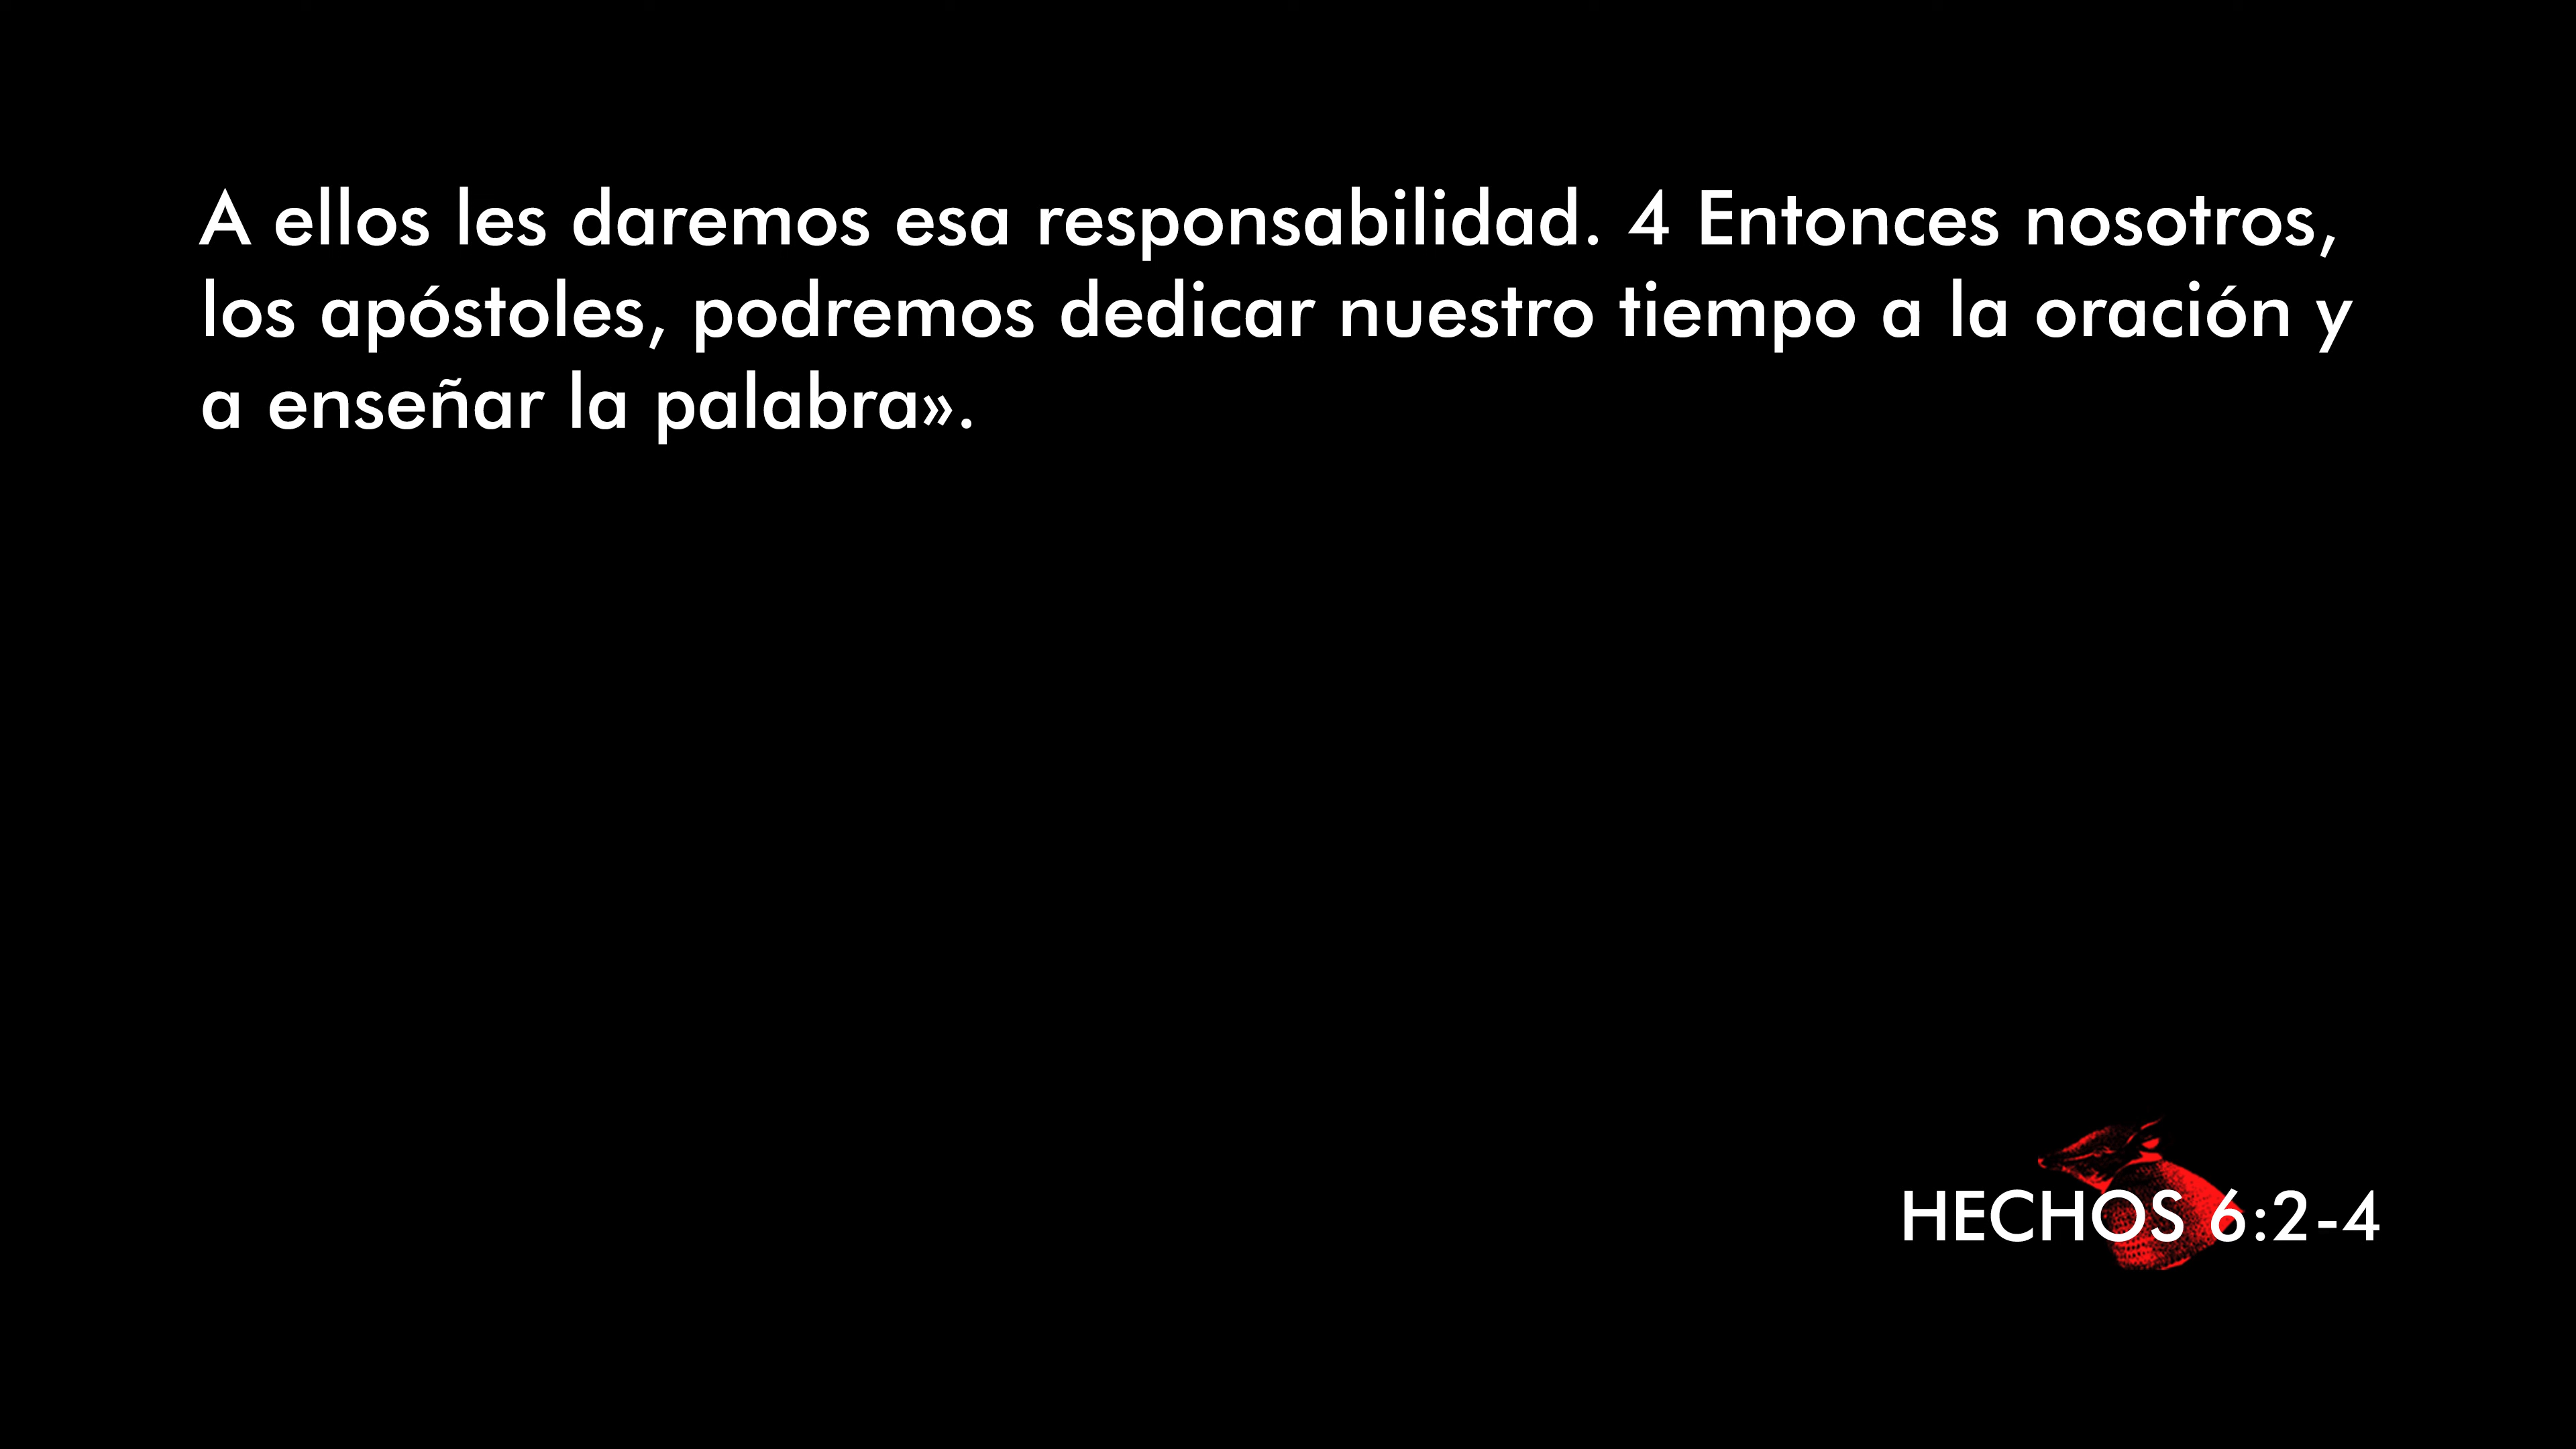 A ellos les daremos esa responsabilidad. 4 Entonces nosotros,
los apóstoles, podremos dedicar nuestro tiempo a la oración y
a enseñar la palabra».
HECHOS 6:2-4